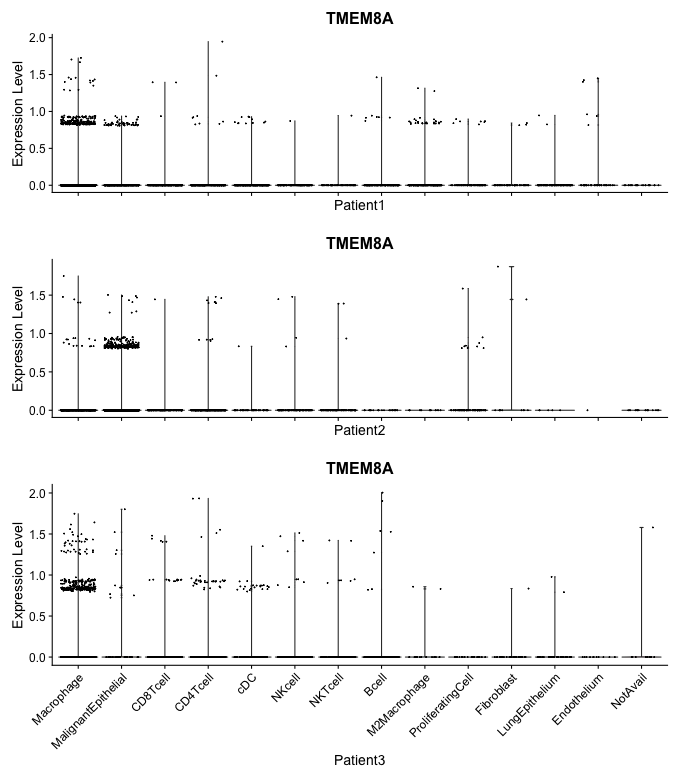 TMEM8A
Expression Level
2.0
1.5
1.0
0.5
0.0
Patient1
TMEM8A
Expression Level
1.5
1.0
0.5
0.0
Patient2
TMEM8A
Expression Level
2.0
1.5
1.0
0.5
0.0
Macrophage
MalignantEpithelial
CD8Tcell
CD4Tcell
cDC
NKcell
NKTcell
Bcell
M2Macrophage
ProliferatingCell
Fibroblast
LungEpithelium
Endothelium
NotAvail
Patient3